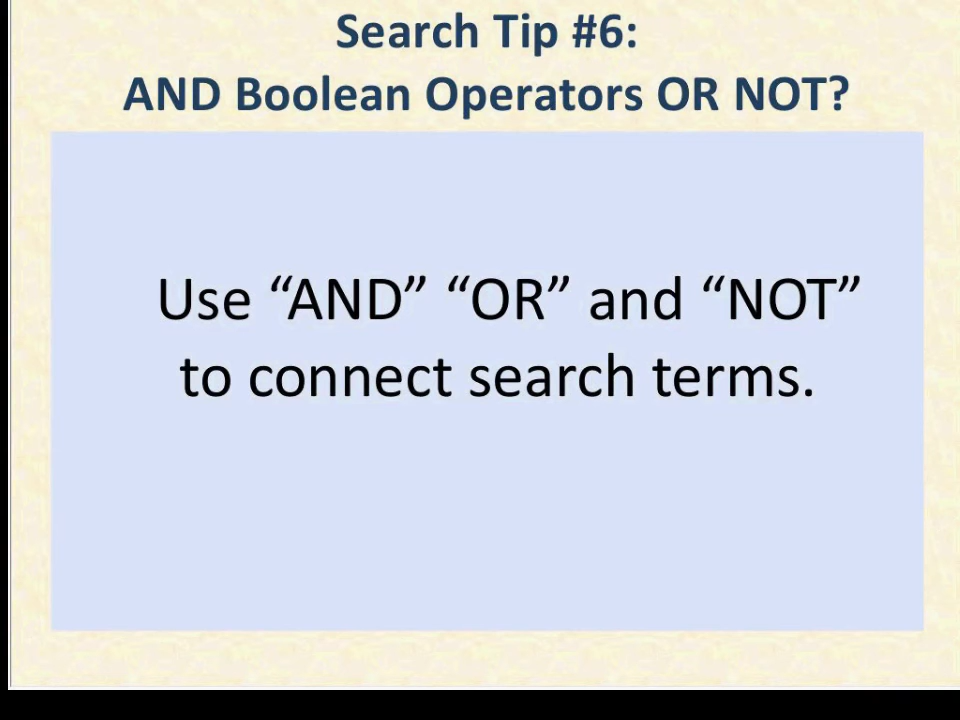 Search Tip #6:
AND Boolean Operators OR NOT?
Use “AND” “OR” and “NOT”
to connect search terms.